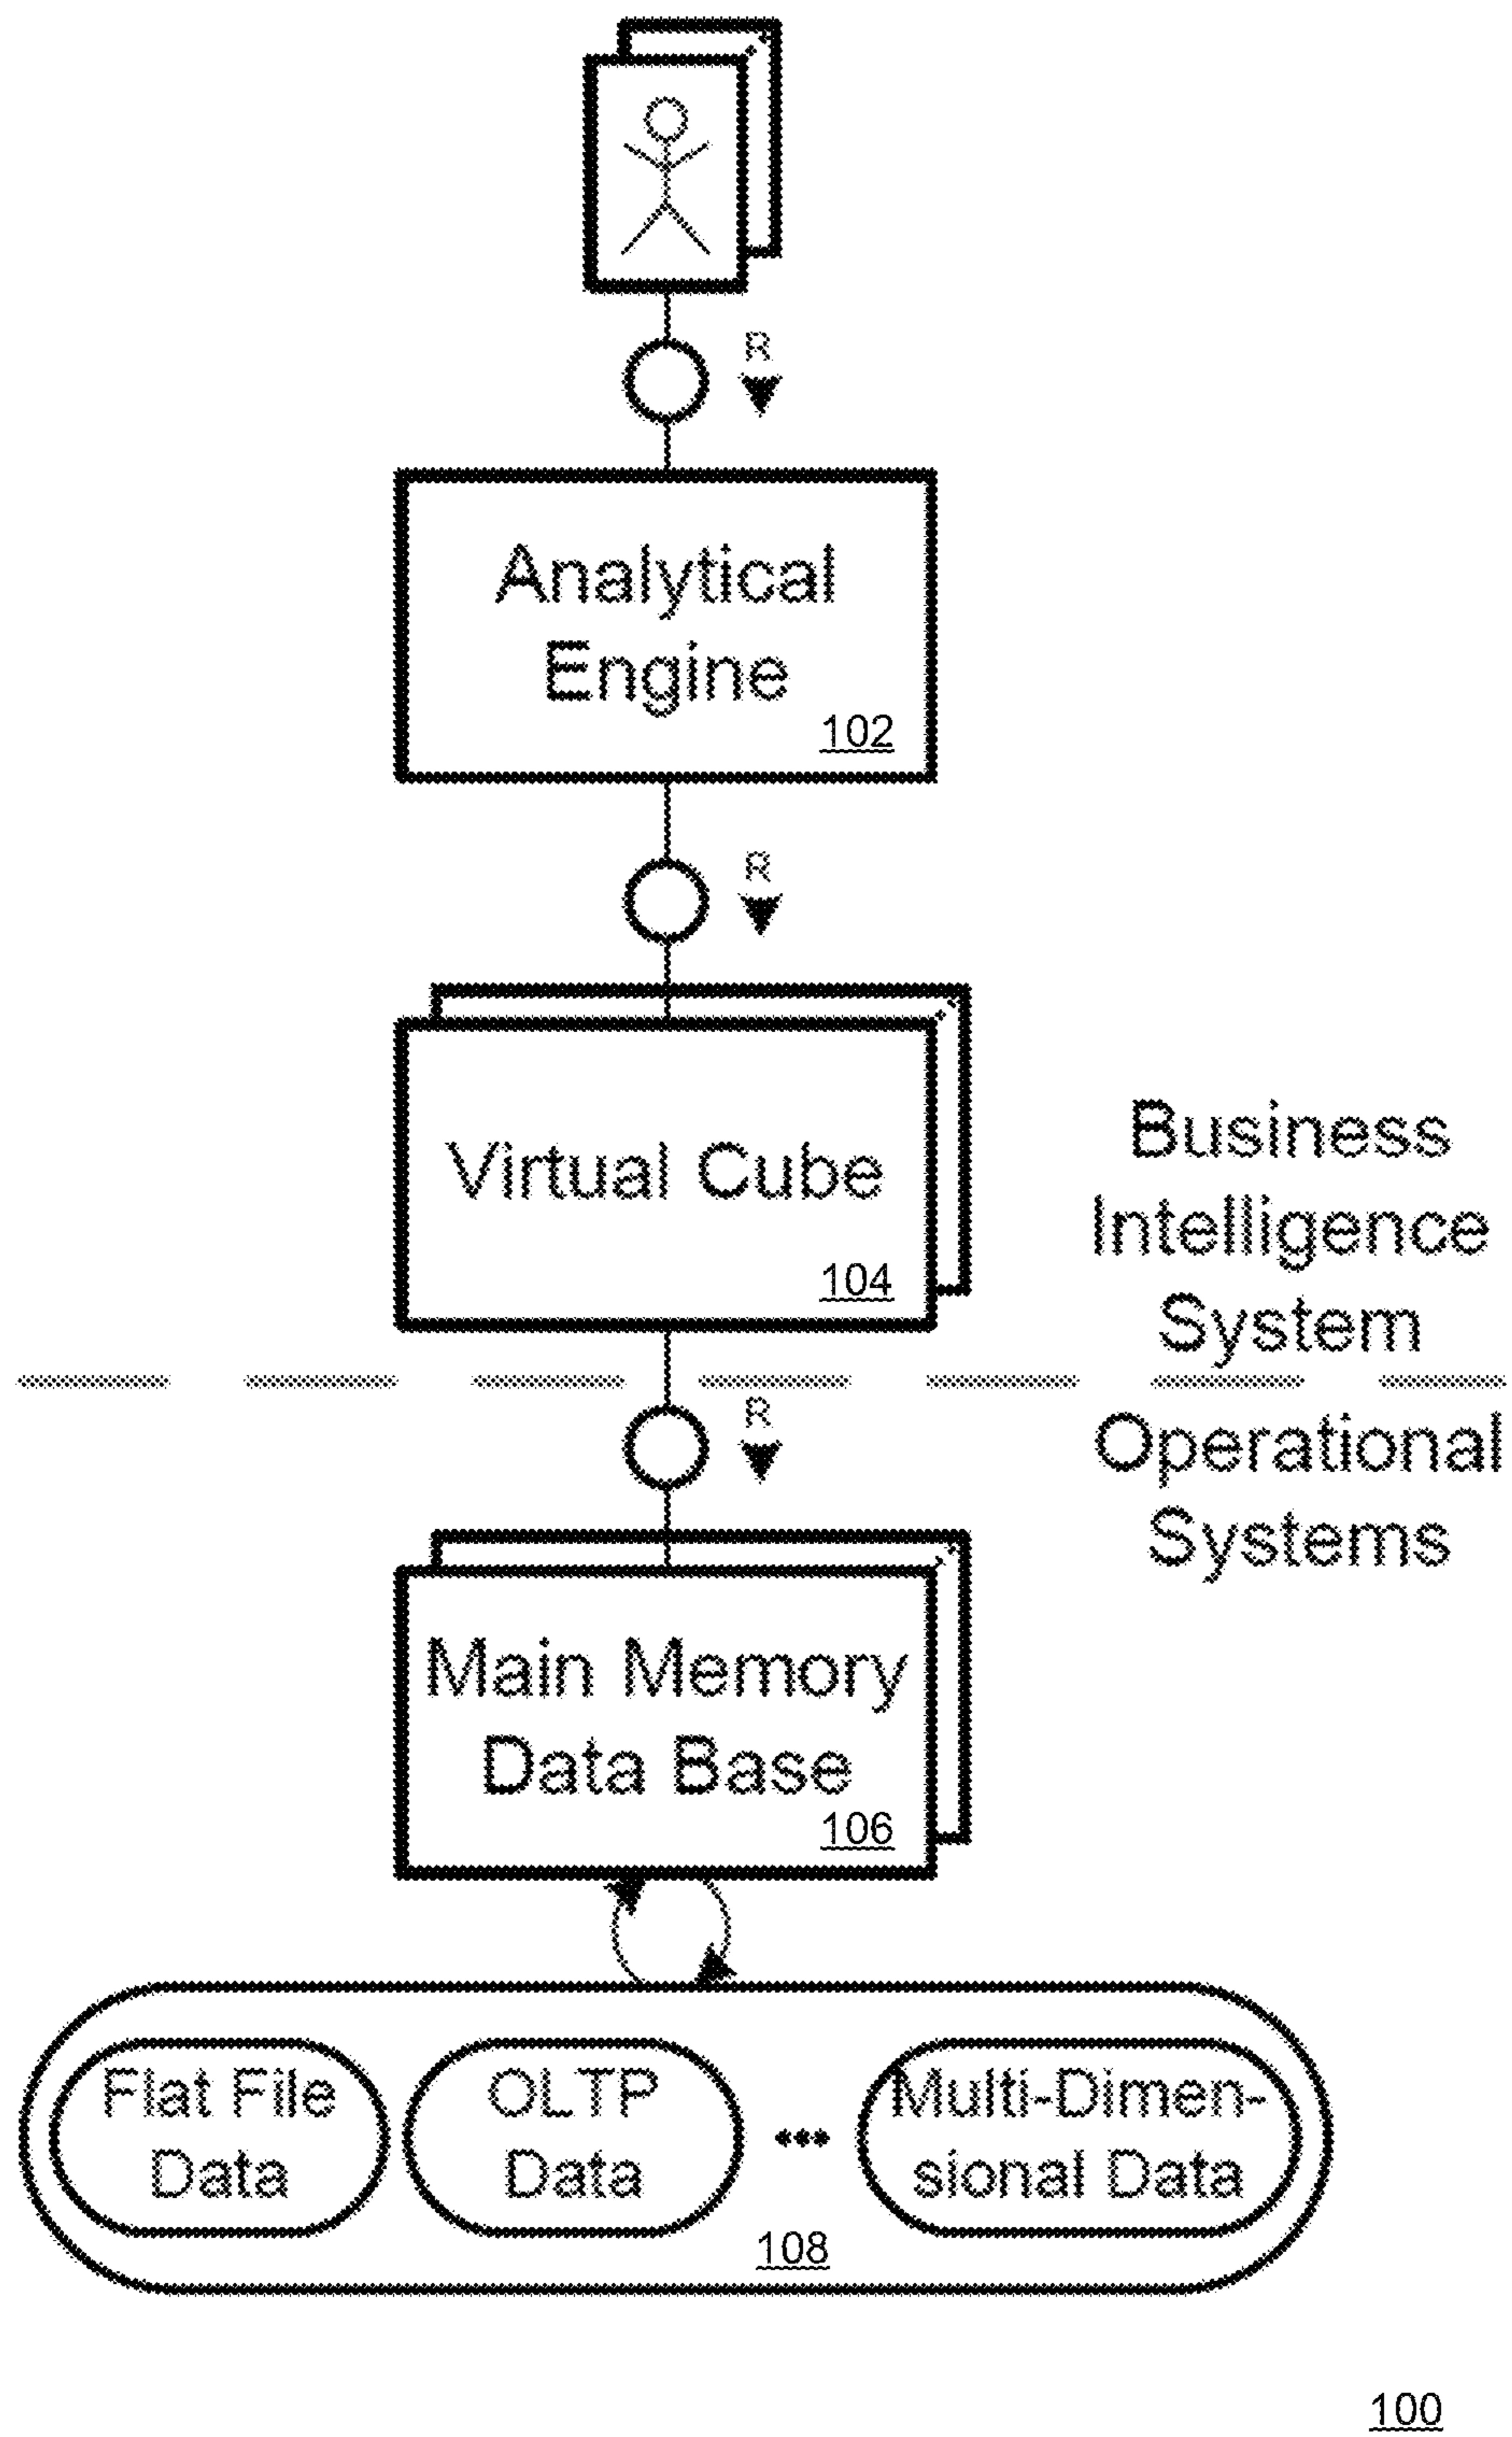 R
Analytical
Engine
102
R
Virtual Cube
104
Business
Intelligence
System
R
Operational
Systems
Main Memory
Data Base
106
Flat File
Data
OLTP
Data
•••
Multi-Dimen-
sional Data
108
100